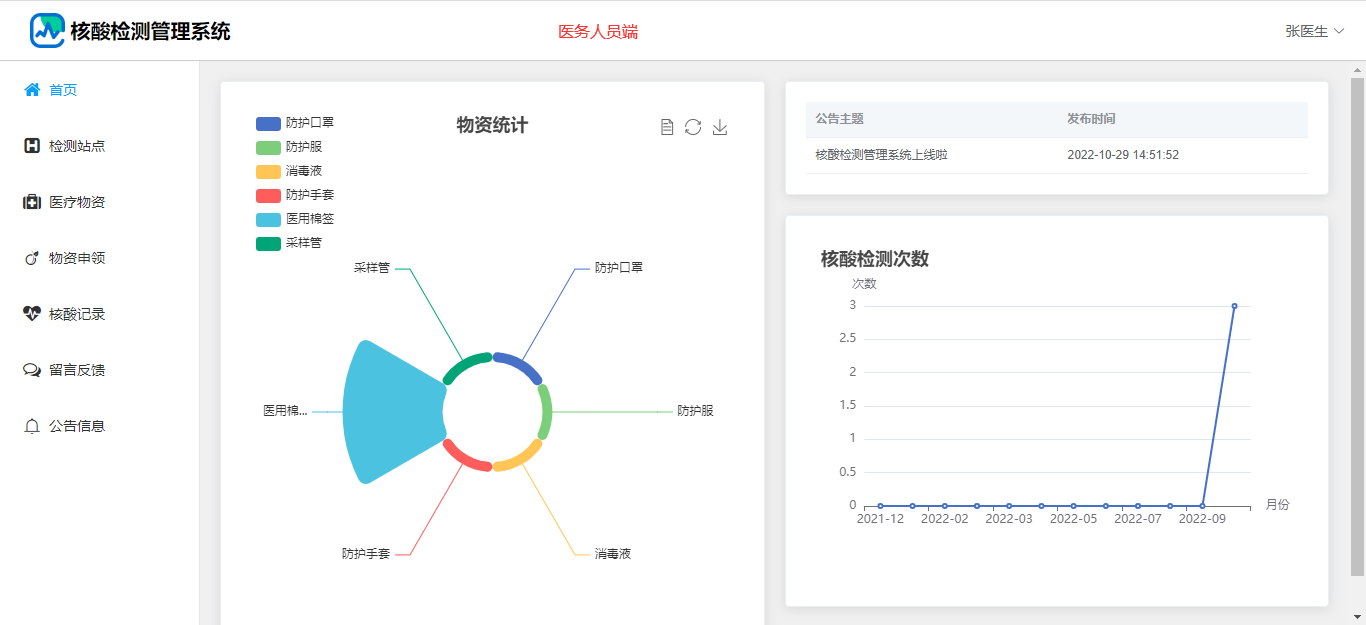 核酸检测管理系统
医务人员端
张医生
首页
检测站点
医疗物资
物资申领
核酸记录
留言反馈
公告信息
物资统计
防护口罩
防护服
消毒液
防护手套
医用棉签
采样管
采样管
防护口罩
医用棉...
防护服
防护手套
消毒液
公告主题 发布时间
核酸检测管理系统上线啦 2022-10-29 14:51:52
核酸检测次数
次数
3
2.5
2
1.5
1
0.5
0
月份
2021-12 2022-02 2022-03 2022-05 2022-07 2022-09